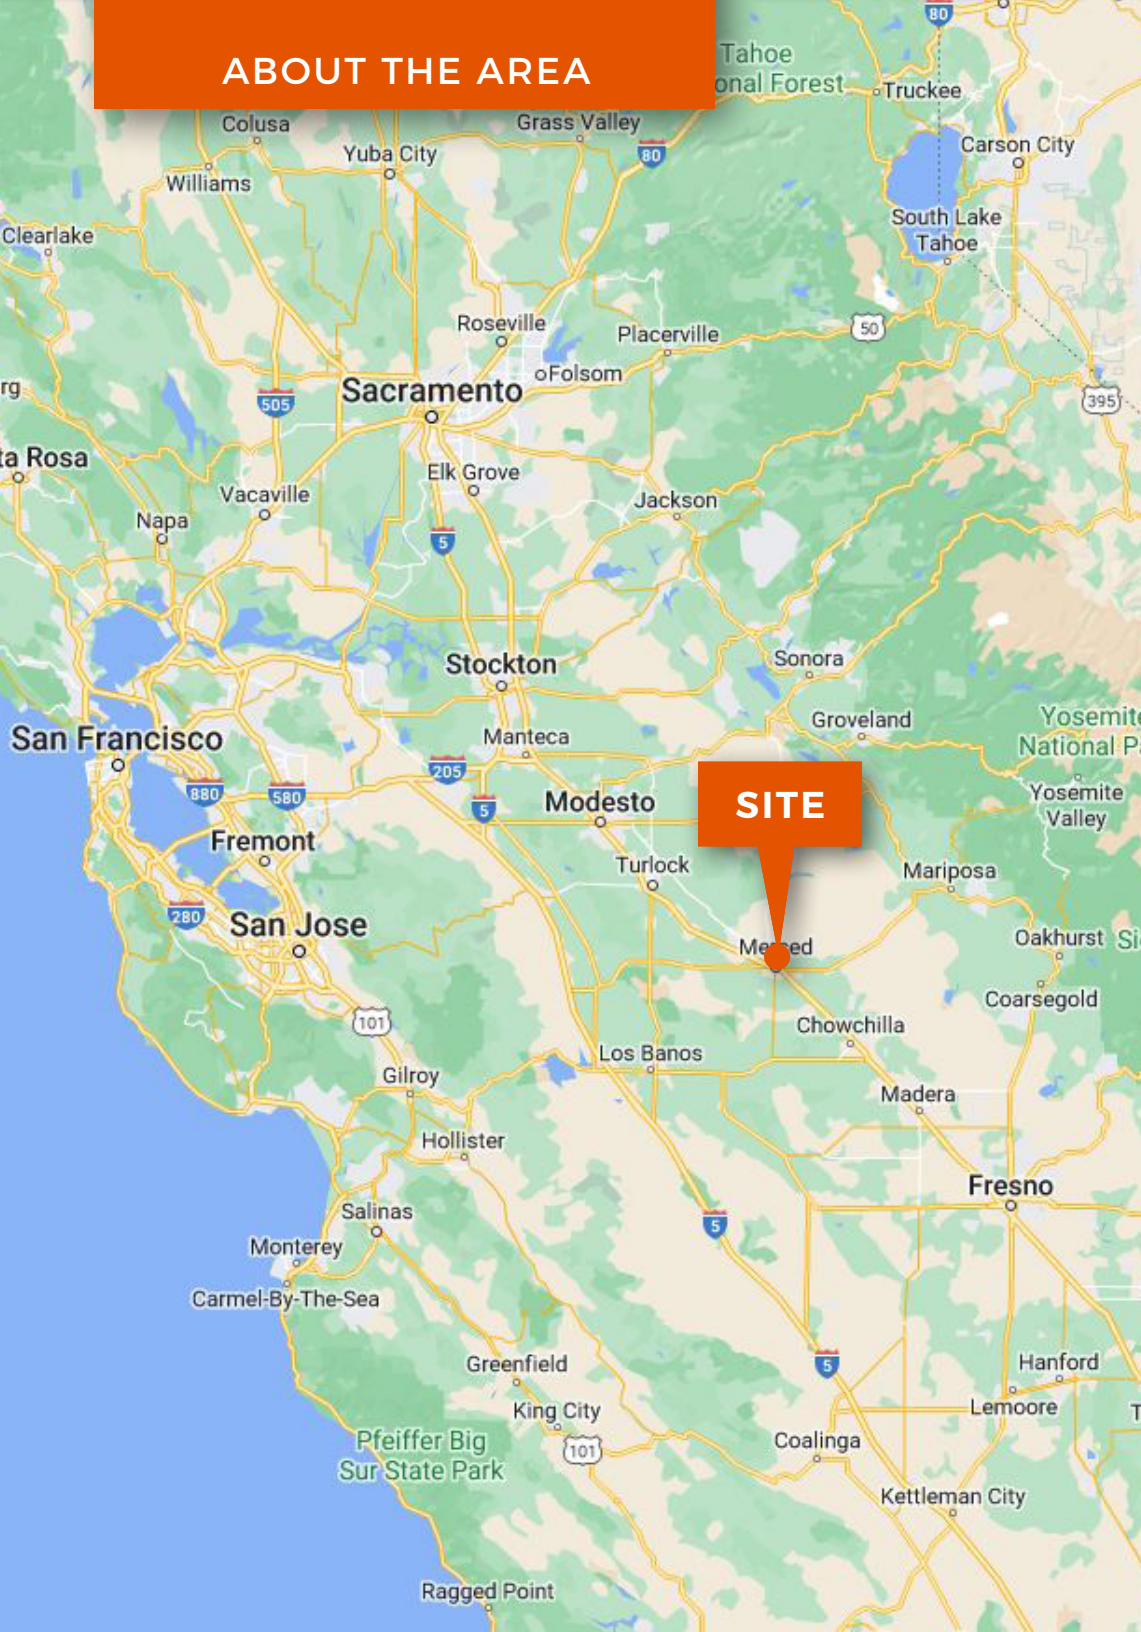 ABOUT THE AREA
80
Tahoe
onal Forest
Truckee
Colusa
Grass Valley
Yuba City
80
Carson City
Williams
Clearlake
South Lake
Tahoe
Roseville
Placerville
50
Folsom
rg
Sacramento
505
395
ta Rosa
Elk Grove
Vacaville
Jackson
Napa
5
Stockton
Sonora
Groveland
Yosemite
National P
San Francisco
Manteca
205
880
580
5
Modesto
SITE
Yosemite
Valley
Fremont
Turlock
Mariposa
280
San Jose
Merced
Oakhurst
Si
Coarsegold
101
Chowchilla
Los Banos
Gilroy
Madera
Hollister
Fresno
Salinas
5
Monterey
Carmel-By-The-Sea
Greenfield
5
Hanford
King City
Lemoore
T
Pfeiffer Big
Sur State Park
101
Coalinga
Kettleman City
Ragged Point